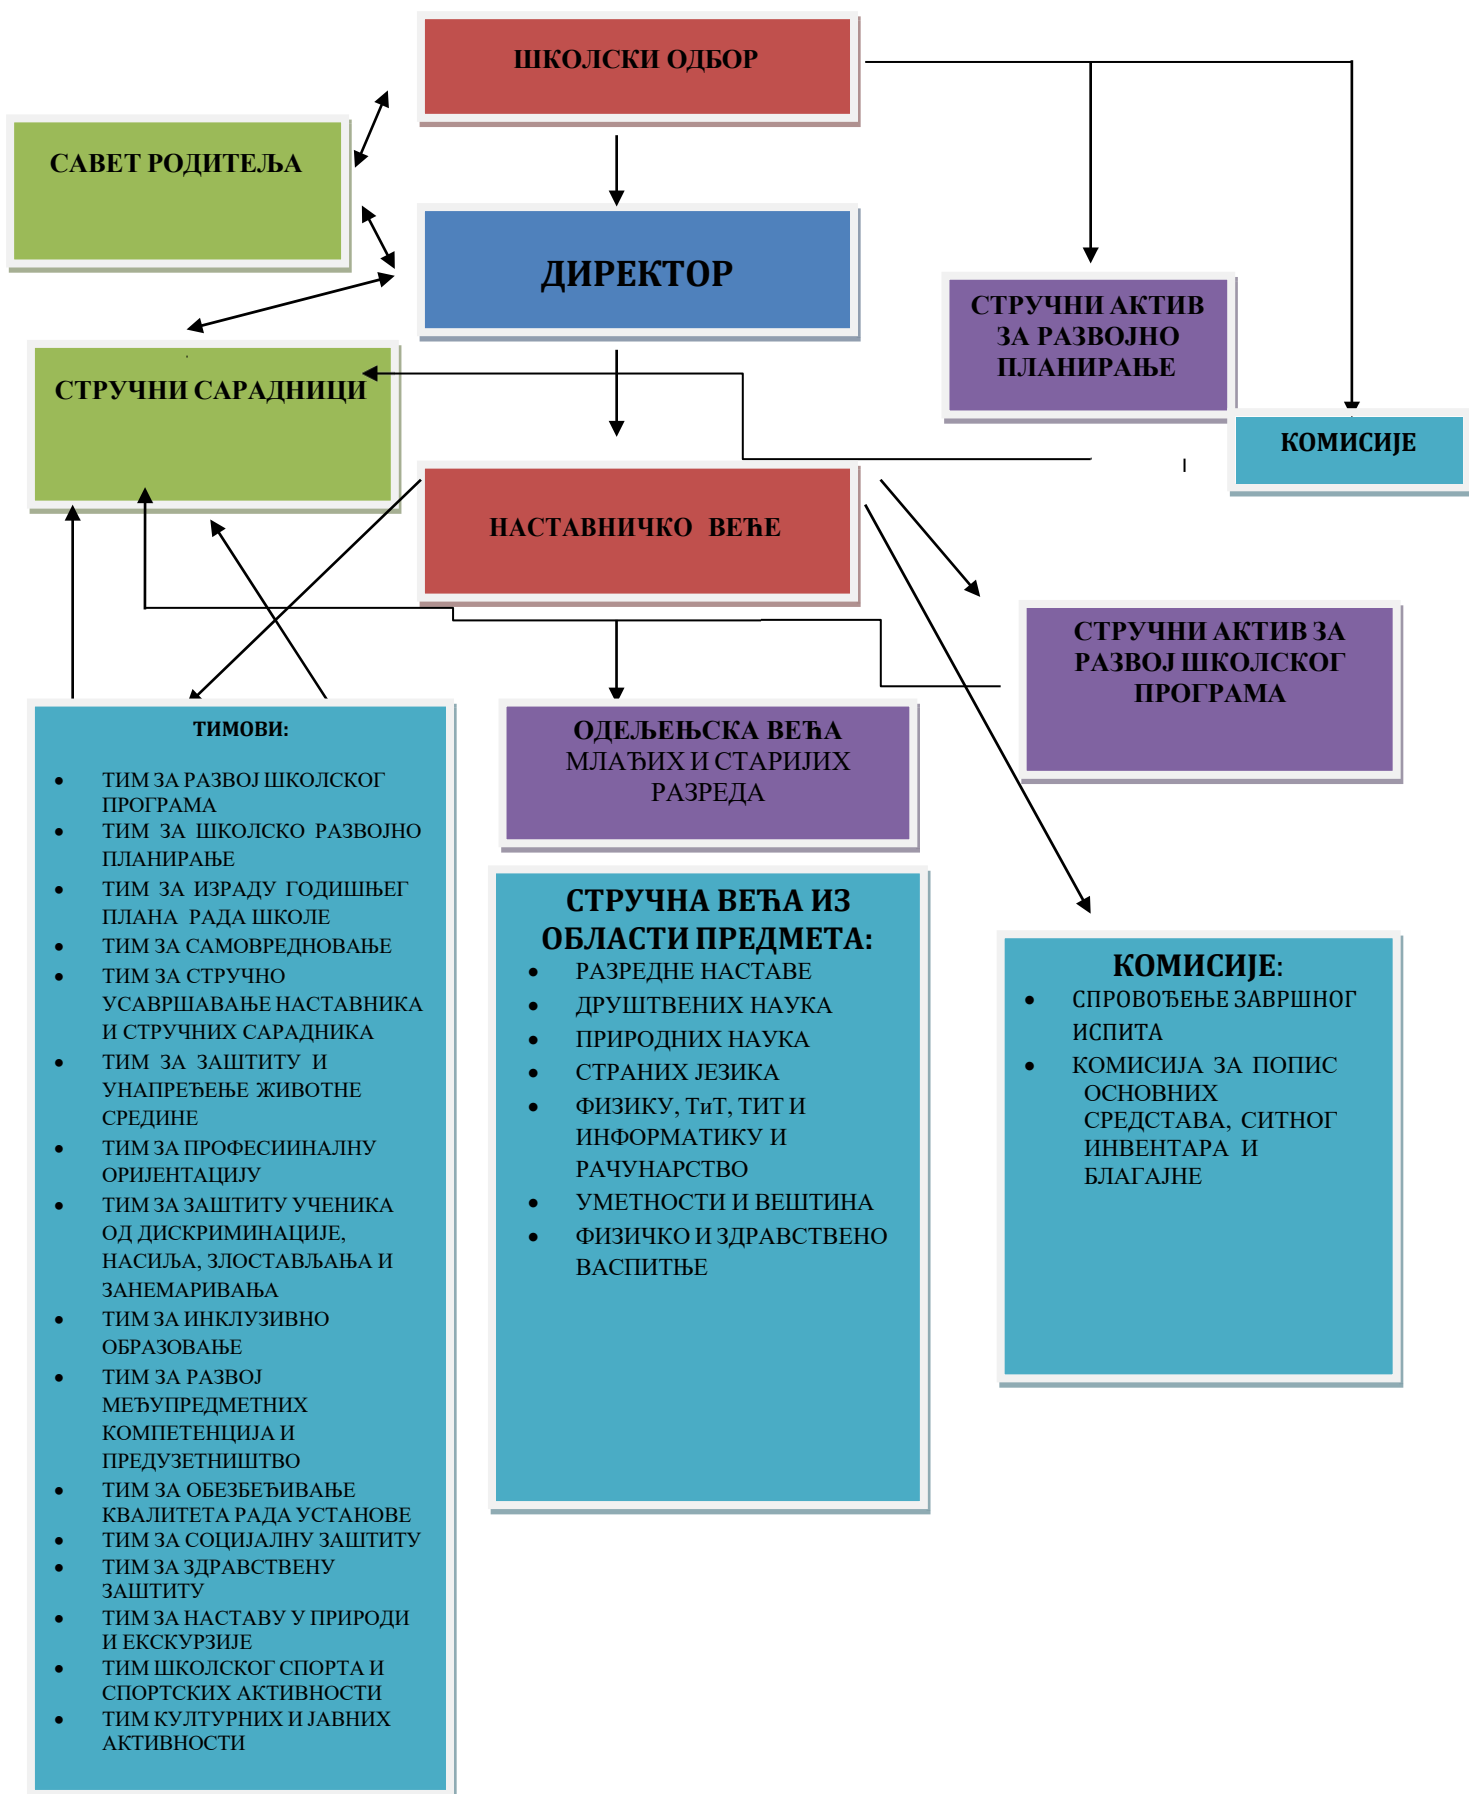 ШКОЛСКИ ОДБОР
САВЕТ РОДИТЕЉА
ДИРЕКТОР
СТРУЧНИ АКТИВ
ЗА РАЗВОЈНО
ПЛАНИРАЊЕ
.
СТРУЧНИ САРАДНИЦИ
КОМИСИЈЕ
НАСТАВНИЧКО ВЕЋЕ
СТРУЧНИ АКТИВ ЗА
РАЗВОЈ ШКОЛСКОГ
ПРОГРАМА
ТИМОВИ:
• ТИМ ЗА РАЗВОЈ ШКОЛСКОГ
ПРОГРАМА
• ТИМ ЗА ШКОЛСКО РАЗВОЈНО
ПЛАНИРАЊЕ
• ТИМ ЗА ИЗРАДУ ГОДИШЊЕГ
ПЛАНА РАДА ШКОЛЕ
• ТИМ ЗА САМОВРЕДНОВАЊЕ
• ТИМ ЗА СТРУЧНО
УСАВРШАВАЊЕ НАСТАВНИКА
И СТРУЧНИХ САРАДНИКА
• ТИМ ЗА ЗАШТИТУ И
УНАПРЕЂЕЊЕ ЖИВОТНЕ
СРЕДИНЕ
• ТИМ ЗА ПРОФЕСИИНАЛНУ
ОРИЈЕНТАЦИЈУ
• ТИМ ЗА ЗАШТИТУ УЧЕНИКА
ОД ДИСКРИМИНАЦИЈЕ,
НАСИЉА, ЗЛОСТАВЉАЊА И
ЗАНЕМАРИВАЊА
• ТИМ ЗА ИНКЛУЗИВНО
ОБРАЗОВАЊЕ
• ТИМ ЗА РАЗВОЈ
МЕЂУПРЕДМЕТНИХ
КОМПЕТЕНЦИЈА И
ПРЕДУЗЕТНИШТВО
• ТИМ ЗА ОБЕЗБЕЂИВАЊЕ
КВАЛИТЕТА РАДА УСТАНОВЕ
• ТИМ ЗА СОЦИЈАЛНУ ЗАШТИТУ
• ТИМ ЗА ЗДРАВСТВЕНУ
ЗАШТИТУ
• ТИМ ЗА НАСТАВУ У ПРИРОДИ
И ЕКСКУРЗИЈЕ
• ТИМ ШКОЛСКОГ СПОРТА И
СПОРТСКИХ АКТИВНОСТИ
• ТИМ КУЛТУРНИХ И ЈАВНИХ
АКТИВНОСТИ
ОДЕЉЕЊСКА ВЕЋА
МЛАЂИХ И СТАРИЈИХ
РАЗРЕДА
СТРУЧНА ВЕЋА ИЗ
ОБЛАСТИ ПРЕДМЕТА:
• РАЗРЕДНЕ НАСТАВЕ
• ДРУШТВЕНИХ НАУКА
• ПРИРОДНИХ НАУКА
• СТРАНИХ ЈЕЗИКА
• ФИЗИКУ, ТиТ, ТИТ И
ИНФОРМАТИКУ И
РАЧУНАРСТВО
• УМЕТНОСТИ И ВЕШТИНА
• ФИЗИЧКО И ЗДРАВСТВЕНО
ВАСПИТЊЕ
КОМИСИЈЕ:
• СПРОВОЂЕЊЕ ЗАВРШНОГ
ИСПИТА
• КОМИСИЈА ЗА ПОПИС
ОСНОВНИХ
СРЕДСТАВА, СИТНОГ
ИНВЕНТАРА И
БЛАГАЈНЕ